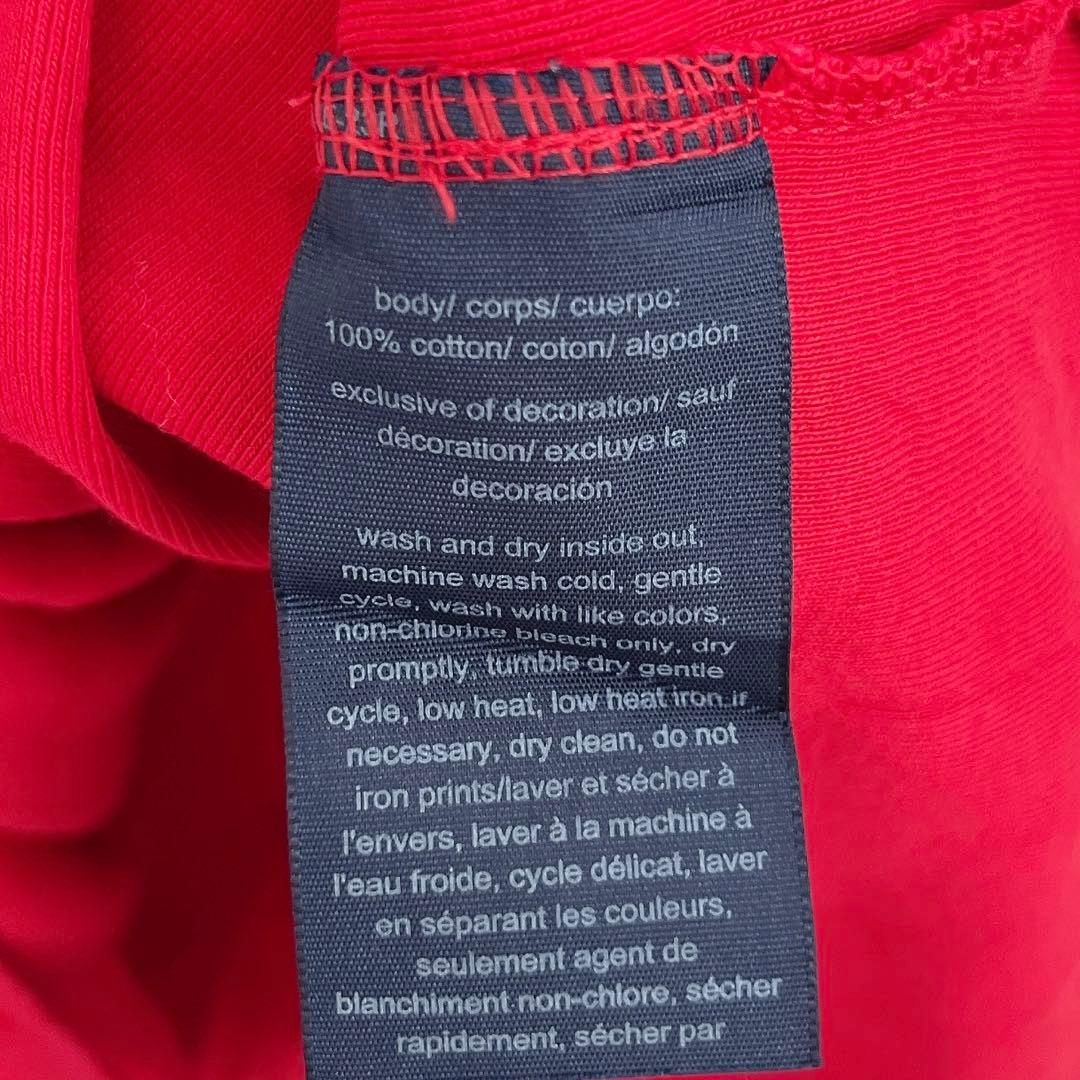 body/ corps/ cuerpo:
100% cotton/ coton/ algodón
exclusive of decoration/ sauf
décoration/ excluye la
decoración
wash and dry inside out,
machine wash cold, gentle
cycle, wash with like colors,
non-chlorine bleach only, dry
promptly, tumble dry gentle
cycle, low heat, low heat iron if
necessary, dry clean, do not
iron prints/laver et sécher à
l'envers, laver à la machine à
l'eau froide, cycle délicat, laver
en séparant les couleurs,
seulement agent de
blanchiment non-chlore, sécher
rapidement, sécher par